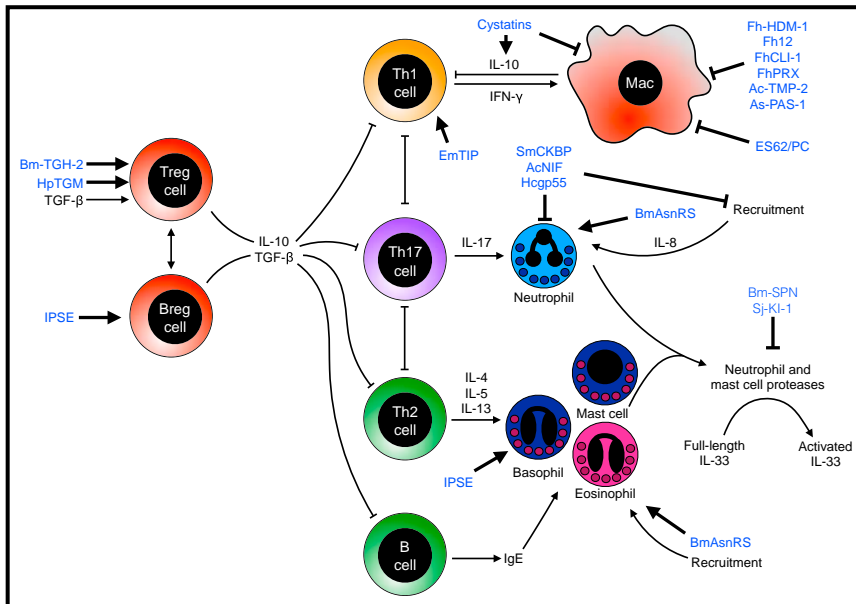 Cystatins
IL-10
IFN-γ
Th1
cell
Mac
Fh-HDM-1
Fh12
FhCLI-1
FhPRX
Ac-TMP-2
As-PAS-1
ES62/PC
EmTIP
Bm-TGH-2
HpTGM
TGF-β
Treg
cell
IL-10
TGF-β
IPSE
Breg
cell
Th17
cell
IL-17
SmCKBP
AcNIF
Hcgp55
BmAsnRS
Recruitment
IL-8
Neutrophil
Bm-SPN
Sj-KI-1
Neutrophil and
mast cell proteases
Full-length
IL-33
Activated
IL-33
Th2
cell
IL-4
IL-5
IL-13
Mast cell
Basophil
IPSE
Eosinophil
B
cell
IgE
BmAsnRS
Recruitment